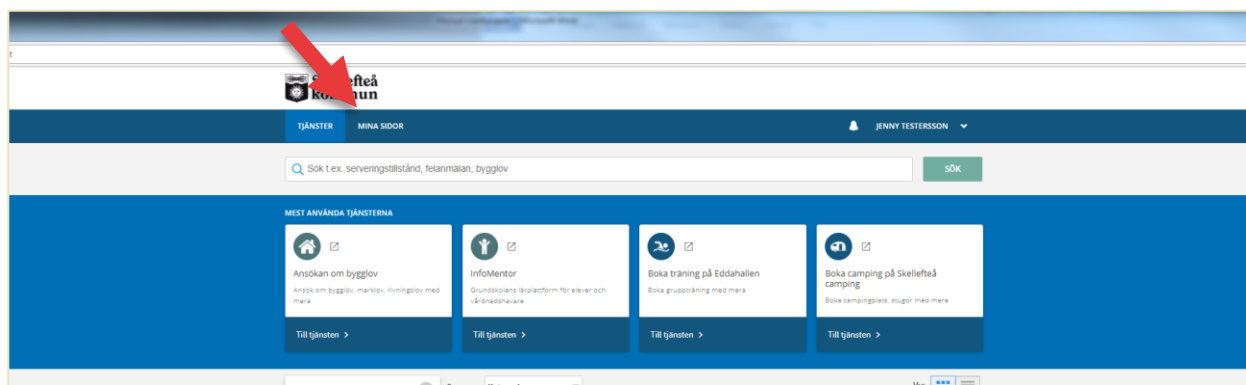 kommun
TJÄNSTER MINA SIDOR JENNY TESTERSSON
Sök t.ex. serveringstillstånd, felanmälan, bygglov SÖK
MEST ANVÄNDA TJÄNSTERNA
Ansökan om bygglov
Ansök om bygglov, marklov, rivningslov med
mera
Till tjänsten >
InfoMentor
Grundskolans lärplattform för elever och
vårdnadshavare
Till tjänsten >
Boka träning på Eddahallen
Boka gruppträning med mera
Till tjänsten >
Boka camping på Skellefteå
camping
Boka campingplats, stugor med mera
Till tjänsten >